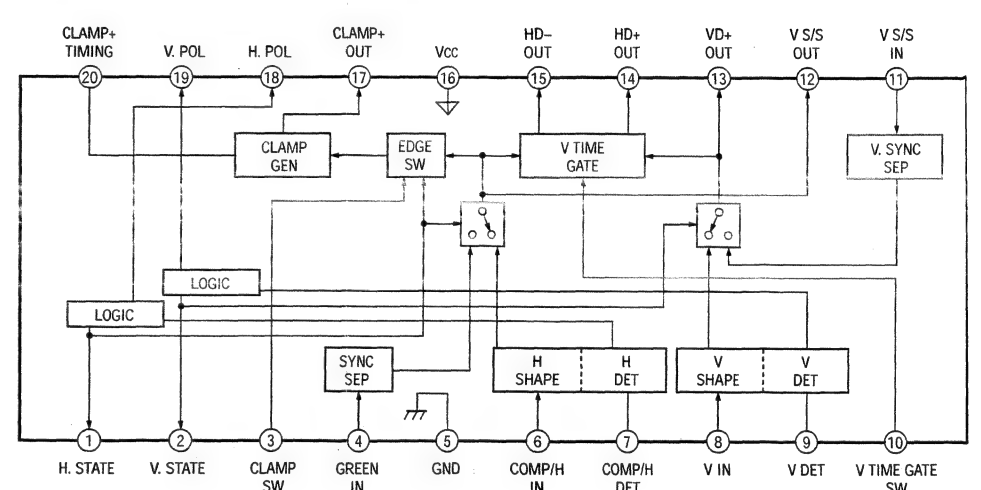 CLAMP+
TIMING
V. POL
H. POL
CLAMP+
OUT
VCC
HD–
OUT
HD+
OUT
VD+
OUT
V S/S
OUT
V S/S
IN
20
19
18
17
16
15
14
13
12
11
CLAMP
GEN
EDGE
SW
V TIME
GATE
V. SYNC
SEP
LOGIC
LOGIC
SYNC
SEP
H
SHAPE
H
DET
V
SHAPE
V
DET
1
2
3
4
5
6
7
8
9
10
H. STATE
V. STATE
CLAMP
SW
GREEN
IN
GND
COMP/H
IN
COMP/H
DET
V IN
V DET
V TIME GATE
SW